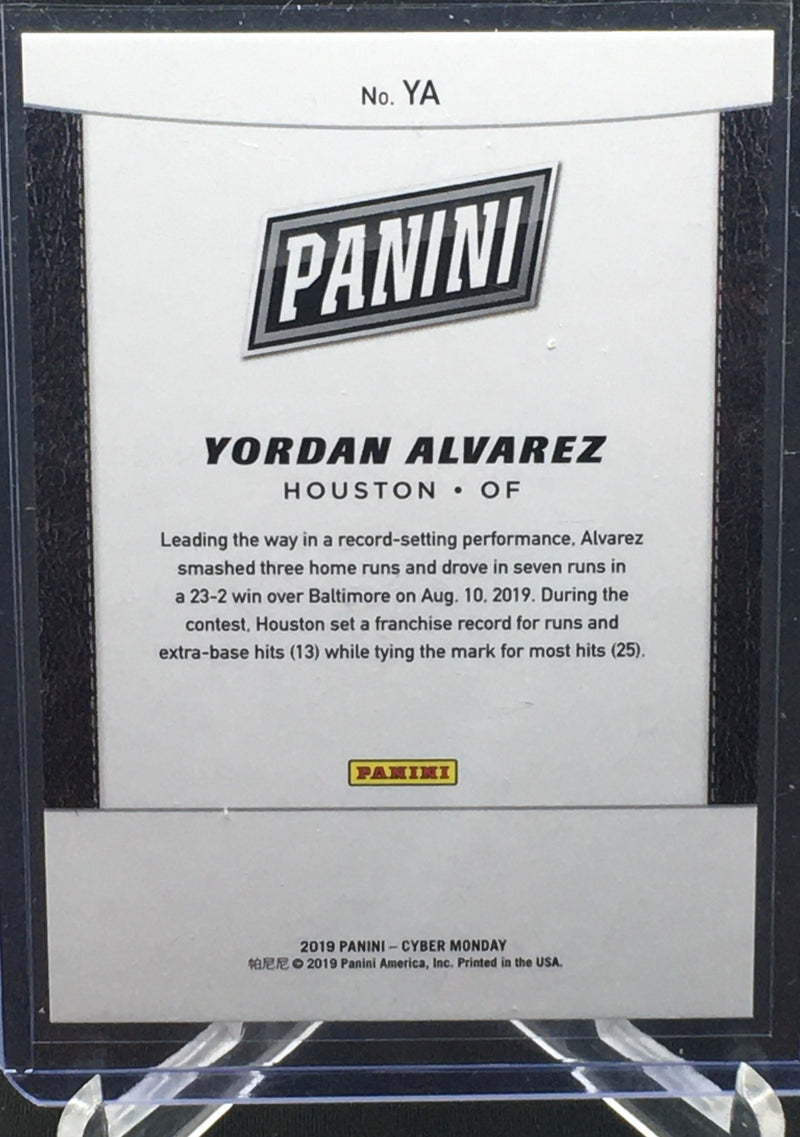 No. YA
PANINI
YORDAN ALVAREZ
HOUSTON • OF
Leading the way in a record-setting performance, Alvarez
smashed three home runs and drove in seven runs in
a 23-2 win over Baltimore on Aug. 10, 2019. During the
contest, Houston set a franchise record for runs and
extra-base hits (13) while tying the mark for most hits (25).
PANINI
2019 PANINI – CYBER MONDAY
帕尼尼 © 2019 Panini America, Inc. Printed in the USA.